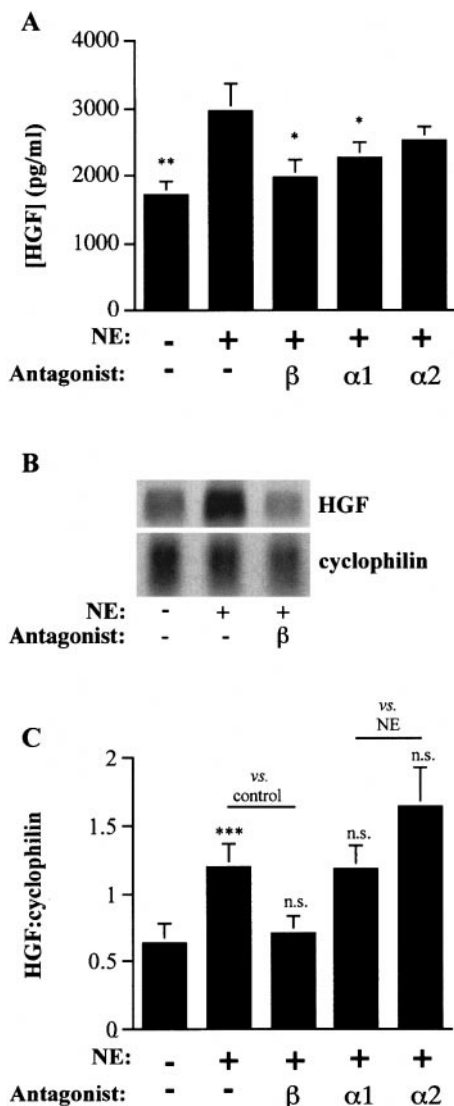 A
4000
3000
2000
1000
0
[HGF] (pg/ml)
** * *
NE: - + + + +
Antagonist: - - β α1 α2
B
HGF
cyclophilin
NE: - + +
Antagonist: - - β
C
vs.
NE
2
1.5
1
0.5
0
HGF:cyclophilin
vs.
control
n.s.
***
n.s.
n.s.
NE: - + + + +
Antagonist: - - β α1 α2